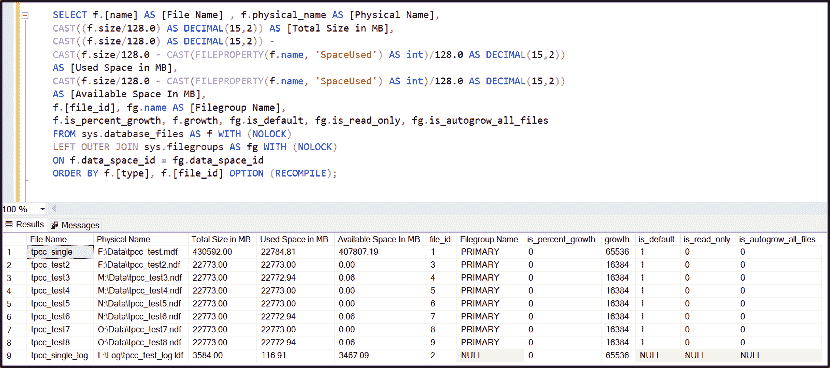 SELECT f.[name] AS [File Name] , f.physical_name AS [Physical Name],
CAST((f.size/128.0) AS DECIMAL(15,2)) AS [Total Size in MB],
CAST((f.size/128.0) AS DECIMAL(15,2)) -
CAST(f.size/128.0 - CAST(FILEPROPERTY(f.name, 'SpaceUsed') AS int)/128.0 AS DECIMAL(15,2))
AS [Used Space in MB],
CAST(f.size/128.0 - CAST(FILEPROPERTY(f.name, 'SpaceUsed') AS int)/128.0 AS DECIMAL(15,2))
AS [Available Space In MB],
f.[file_id], fg.name AS [Filegroup Name],
f.is_percent_growth, f.growth, fg.is_default, fg.is_read_only, fg.is_autogrow_all_files
FROM sys.database_files AS f WITH (NOLOCK)
LEFT OUTER JOIN sys.filegroups AS fg WITH (NOLOCK)
ON f.data_space_id = fg.data_space_id
ORDER BY f.[type], f.[file_id] OPTION (RECOMPILE);
100 %
Results Messages
File Name Physical Name Total Size in MB Used Space in MB Available Space In MB file_id Filegroup Name is_percent_growth growth is_default is_read_only is_autogrow_all_files
1 tpcc_single F:\Data\tpcc_test.mdf 430592.00 22784.81 407807.19 1 PRIMARY 0 65536 1 0 0
2 tpcc_test2 F:\Data\tpcc_test2.ndf 22773.00 22773.00 0.00 3 PRIMARY 0 16384 1 0 0
3 tpcc_test3 M:\Data\tpcc_test3.ndf 22773.00 22772.94 0.06 4 PRIMARY 0 16384 1 0 0
4 tpcc_test4 M:\Data\tpcc_test4.ndf 22773.00 22773.00 0.00 5 PRIMARY 0 16384 1 0 0
5 tpcc_test5 N:\Data\tpcc_test5.ndf 22773.00 22773.00 0.00 6 PRIMARY 0 16384 1 0 0
6 tpcc_test6 N:\Data\tpcc_test6.ndf 22773.00 22772.94 0.06 7 PRIMARY 0 16384 1 0 0
7 tpcc_test7 O:\Data\tpcc_test7.ndf 22773.00 22773.00 0.00 8 PRIMARY 0 16384 1 0 0
8 tpcc_test8 O:\Data\tpcc_test8.ndf 22773.00 22772.94 0.06 9 PRIMARY 0 16384 1 0 0
9 tpcc_single_log L:\Log\tpcc_test_log.ldf 3584.00 116.91 3467.09 2 NULL 0 65536 NULL NULL NULL